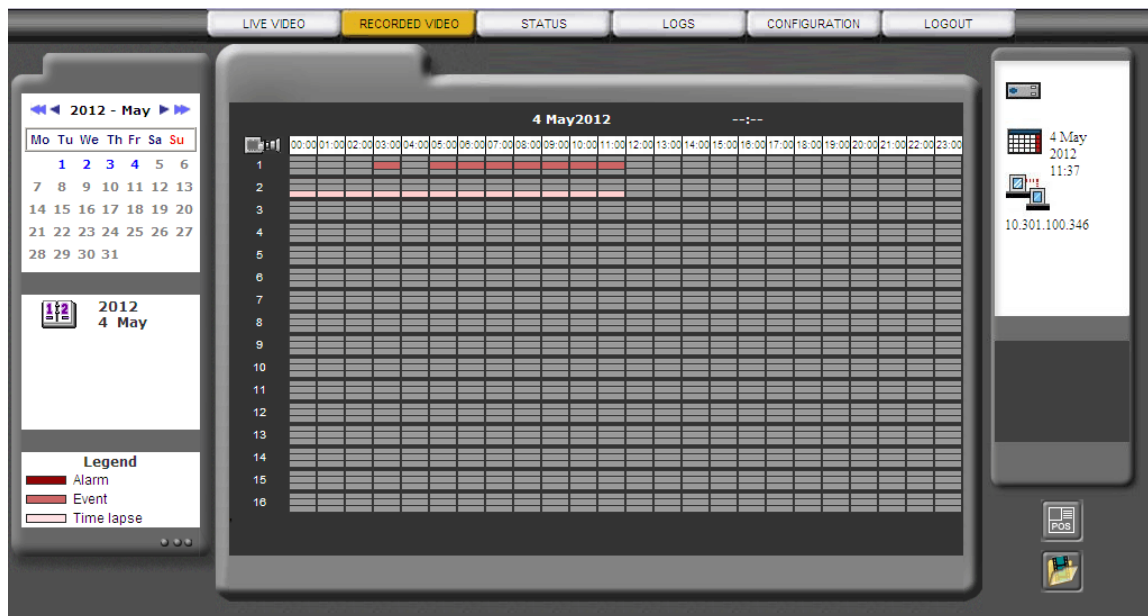 LIVE VIDEO RECORDED VIDEO STATUS LOGS CONFIGURATION LOGOUT
2012 - May
Mo Tu We Th Fr Sa Su
1 2 3 4 5 6
7 8 9 10 11 12 13
14 15 16 17 18 19 20
21 22 23 24 25 26 27
28 29 30 31
2012
4 May
Legend
Alarm
Event
Time lapse
4 May2012 --:--
00:00 01:00 02:00 03:00 04:00 05:00 06:00 07:00 08:00 09:00 10:00 11:00 12:00 13:00 14:00 15:00 16:00 17:00 18:00 19:00 20:00 21:00 22:00 23:00
1
2
3
4
5
6
7
8
9
10
11
12
13
14
15
16
4 May
2012
11:37
10.301.100.346
POS